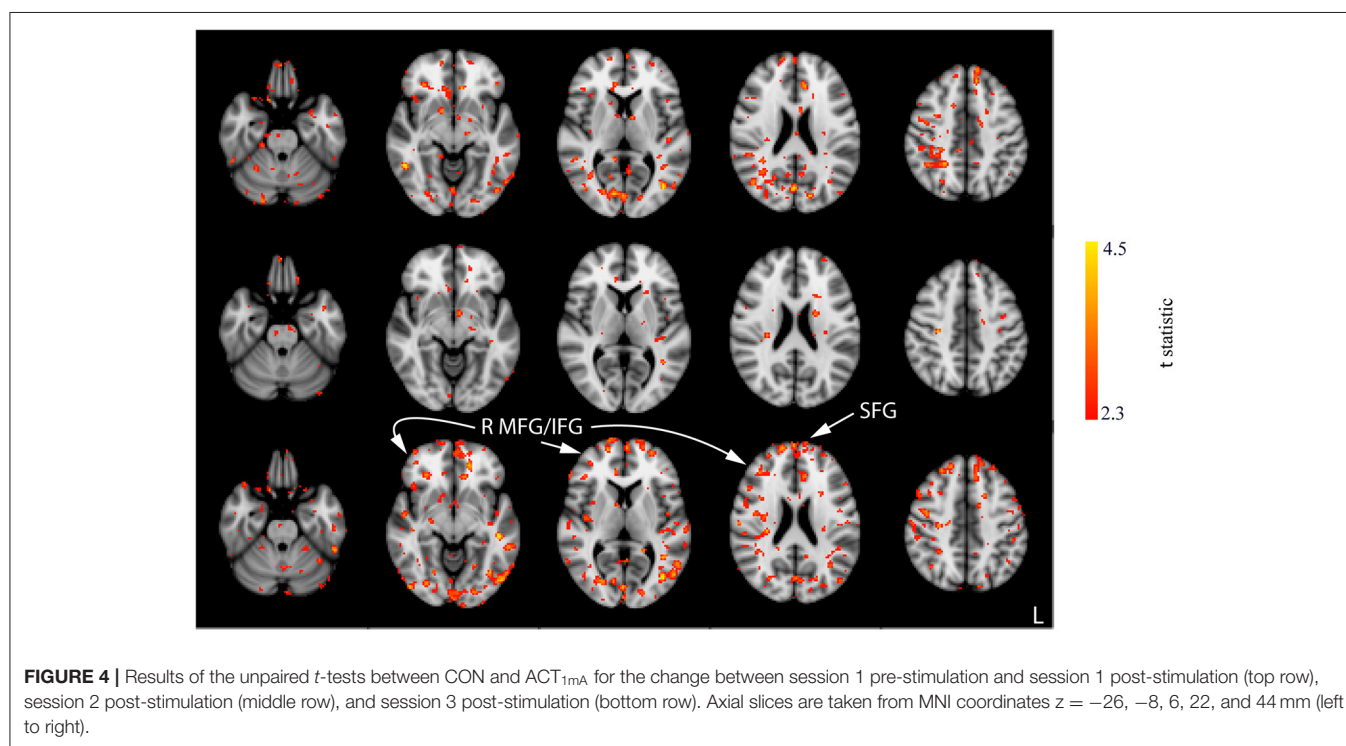 SFG
R MFG/IFG
4.5
t statistic
2.3
L
FIGURE 4 | Results of the unpaired t-tests between CON and ACT1mA for the change between session 1 pre-stimulation and session 1 post-stimulation (top row),
session 2 post-stimulation (middle row), and session 3 post-stimulation (bottom row). Axial slices are taken from MNI coordinates z = −26, −8, 6, 22, and 44 mm (left
to right).